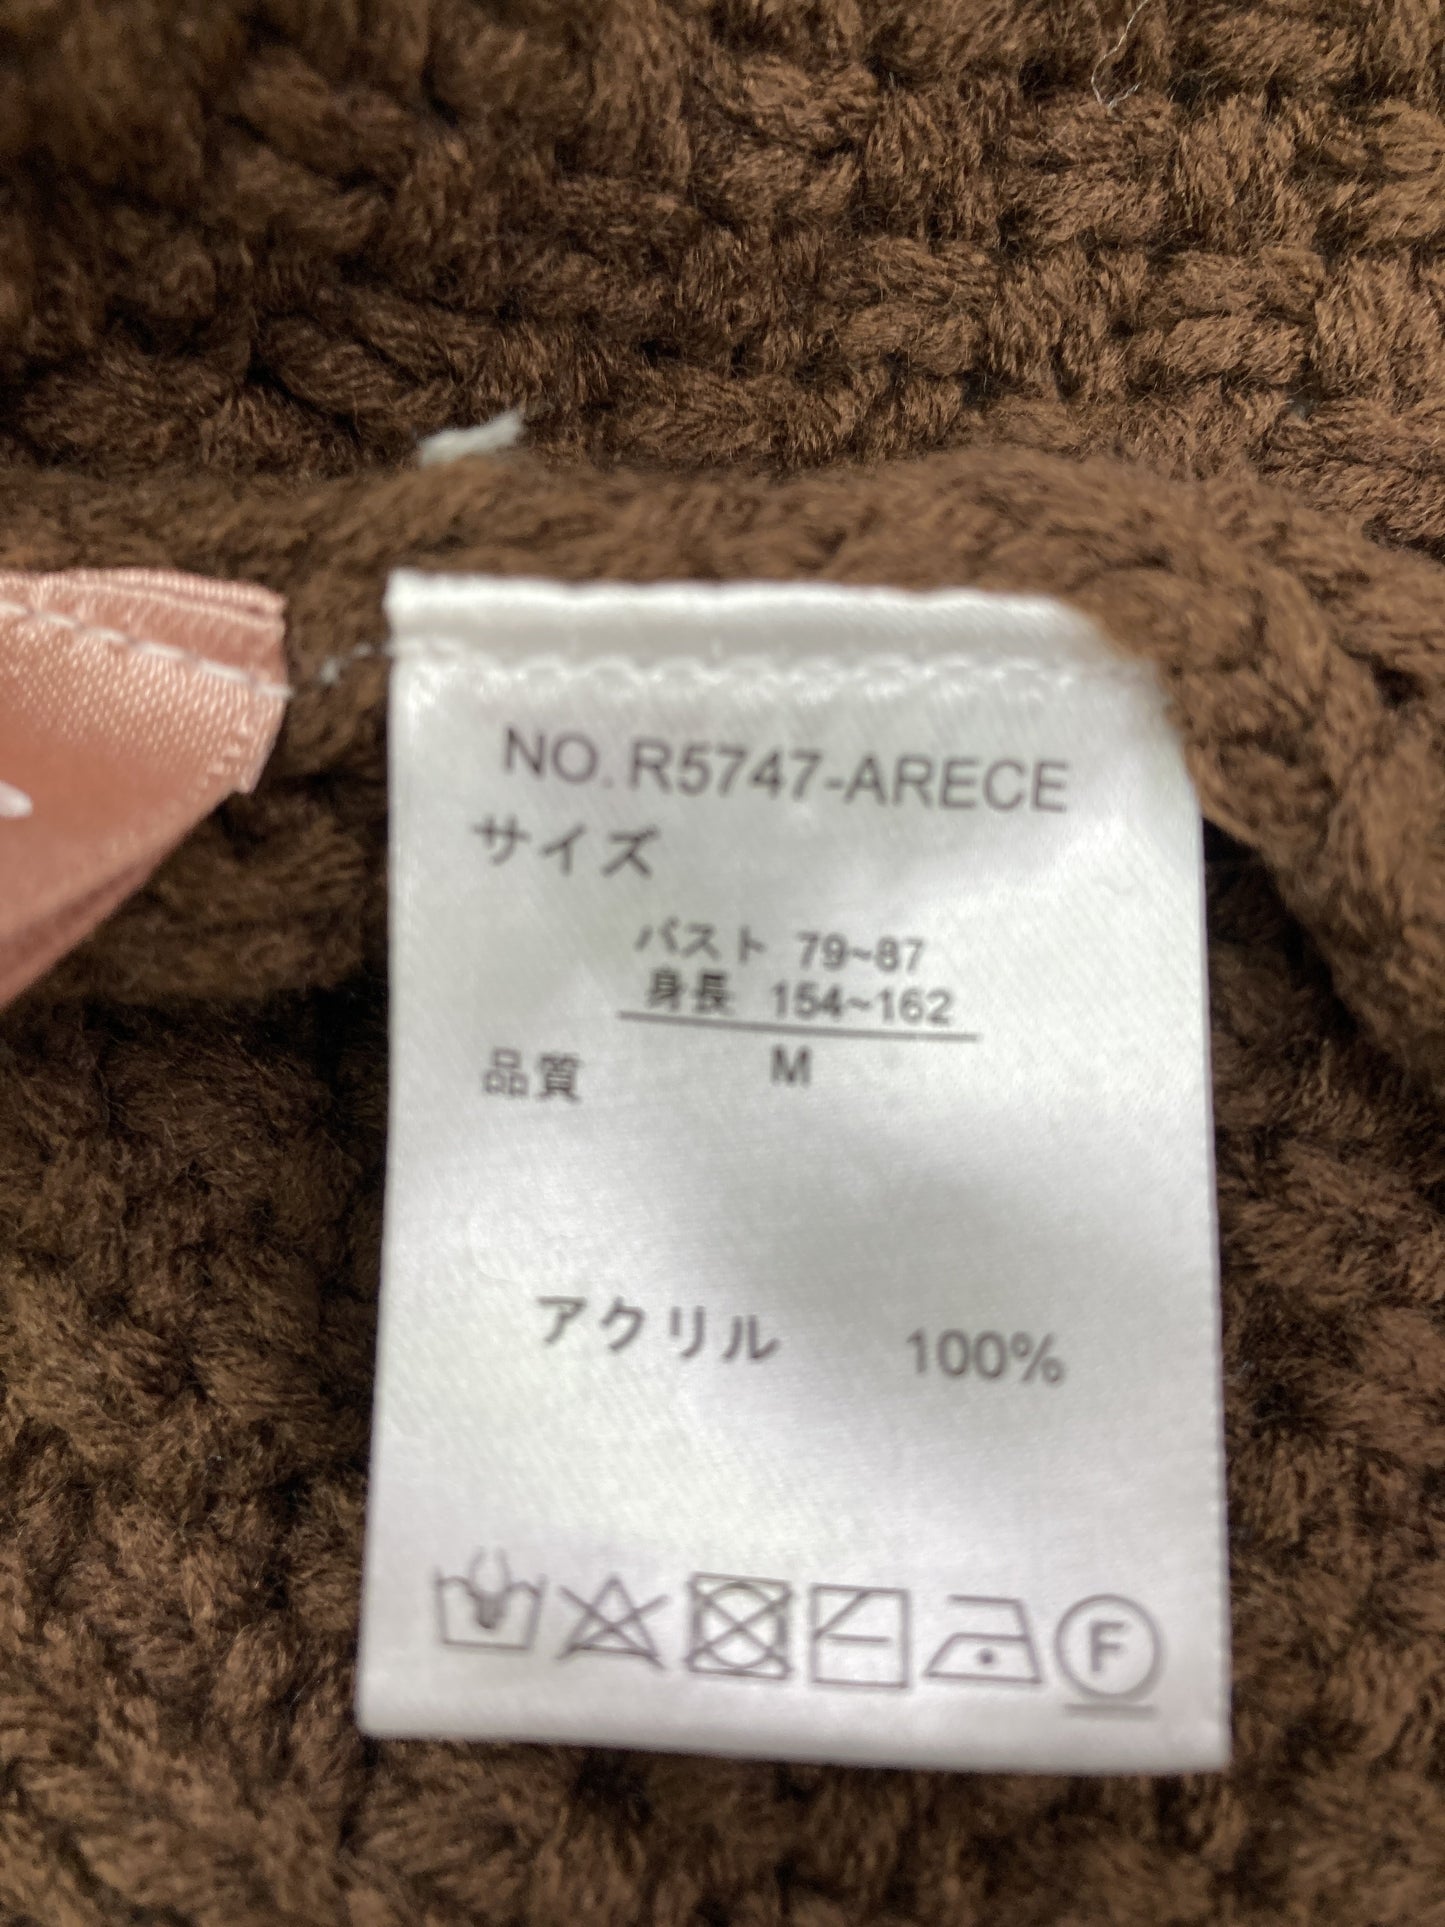 NO. R5747-ARECE
サイズ
バスト 79~87
身長 154~162
M
品質
アクリル 100%
F